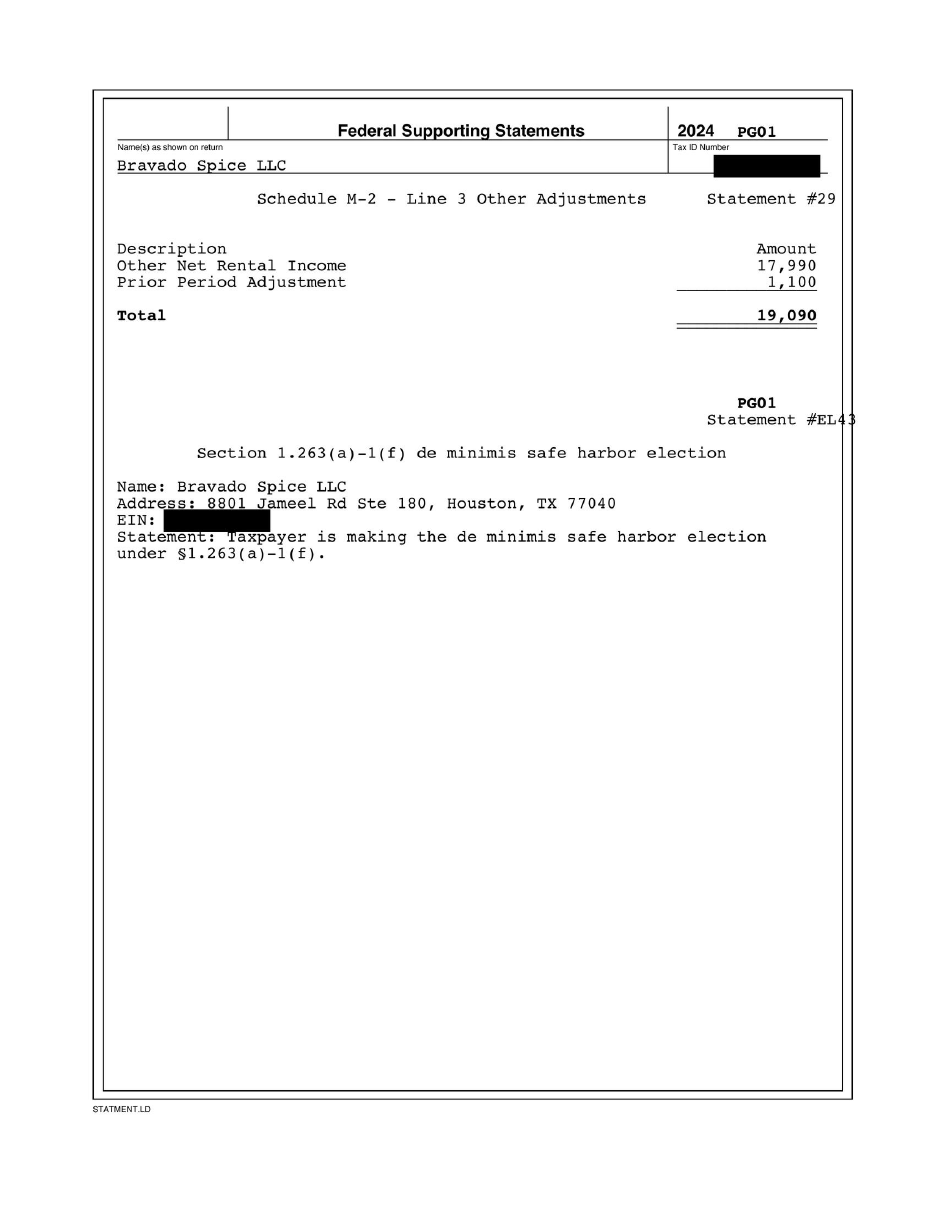 Federal Supporting Statements 2024 PG01
Name(s) as shown on return Tax ID Number
Bravado Spice LLC
Schedule M-2 - Line 3 Other Adjustments Statement #29
Description Amount
Other Net Rental Income 17,990
Prior Period Adjustment 1,100
Total 19,090
PG01
Statement #EL43
Section 1.263(a)-1(f) de minimis safe harbor election
Name: Bravado Spice LLC
Address: 8801 Jameel Rd Ste 180, Houston, TX 77040
EIN:
Statement: Taxpayer is making the de minimis safe harbor election
under §1.263(a)-1(f).
STATMENT.LD